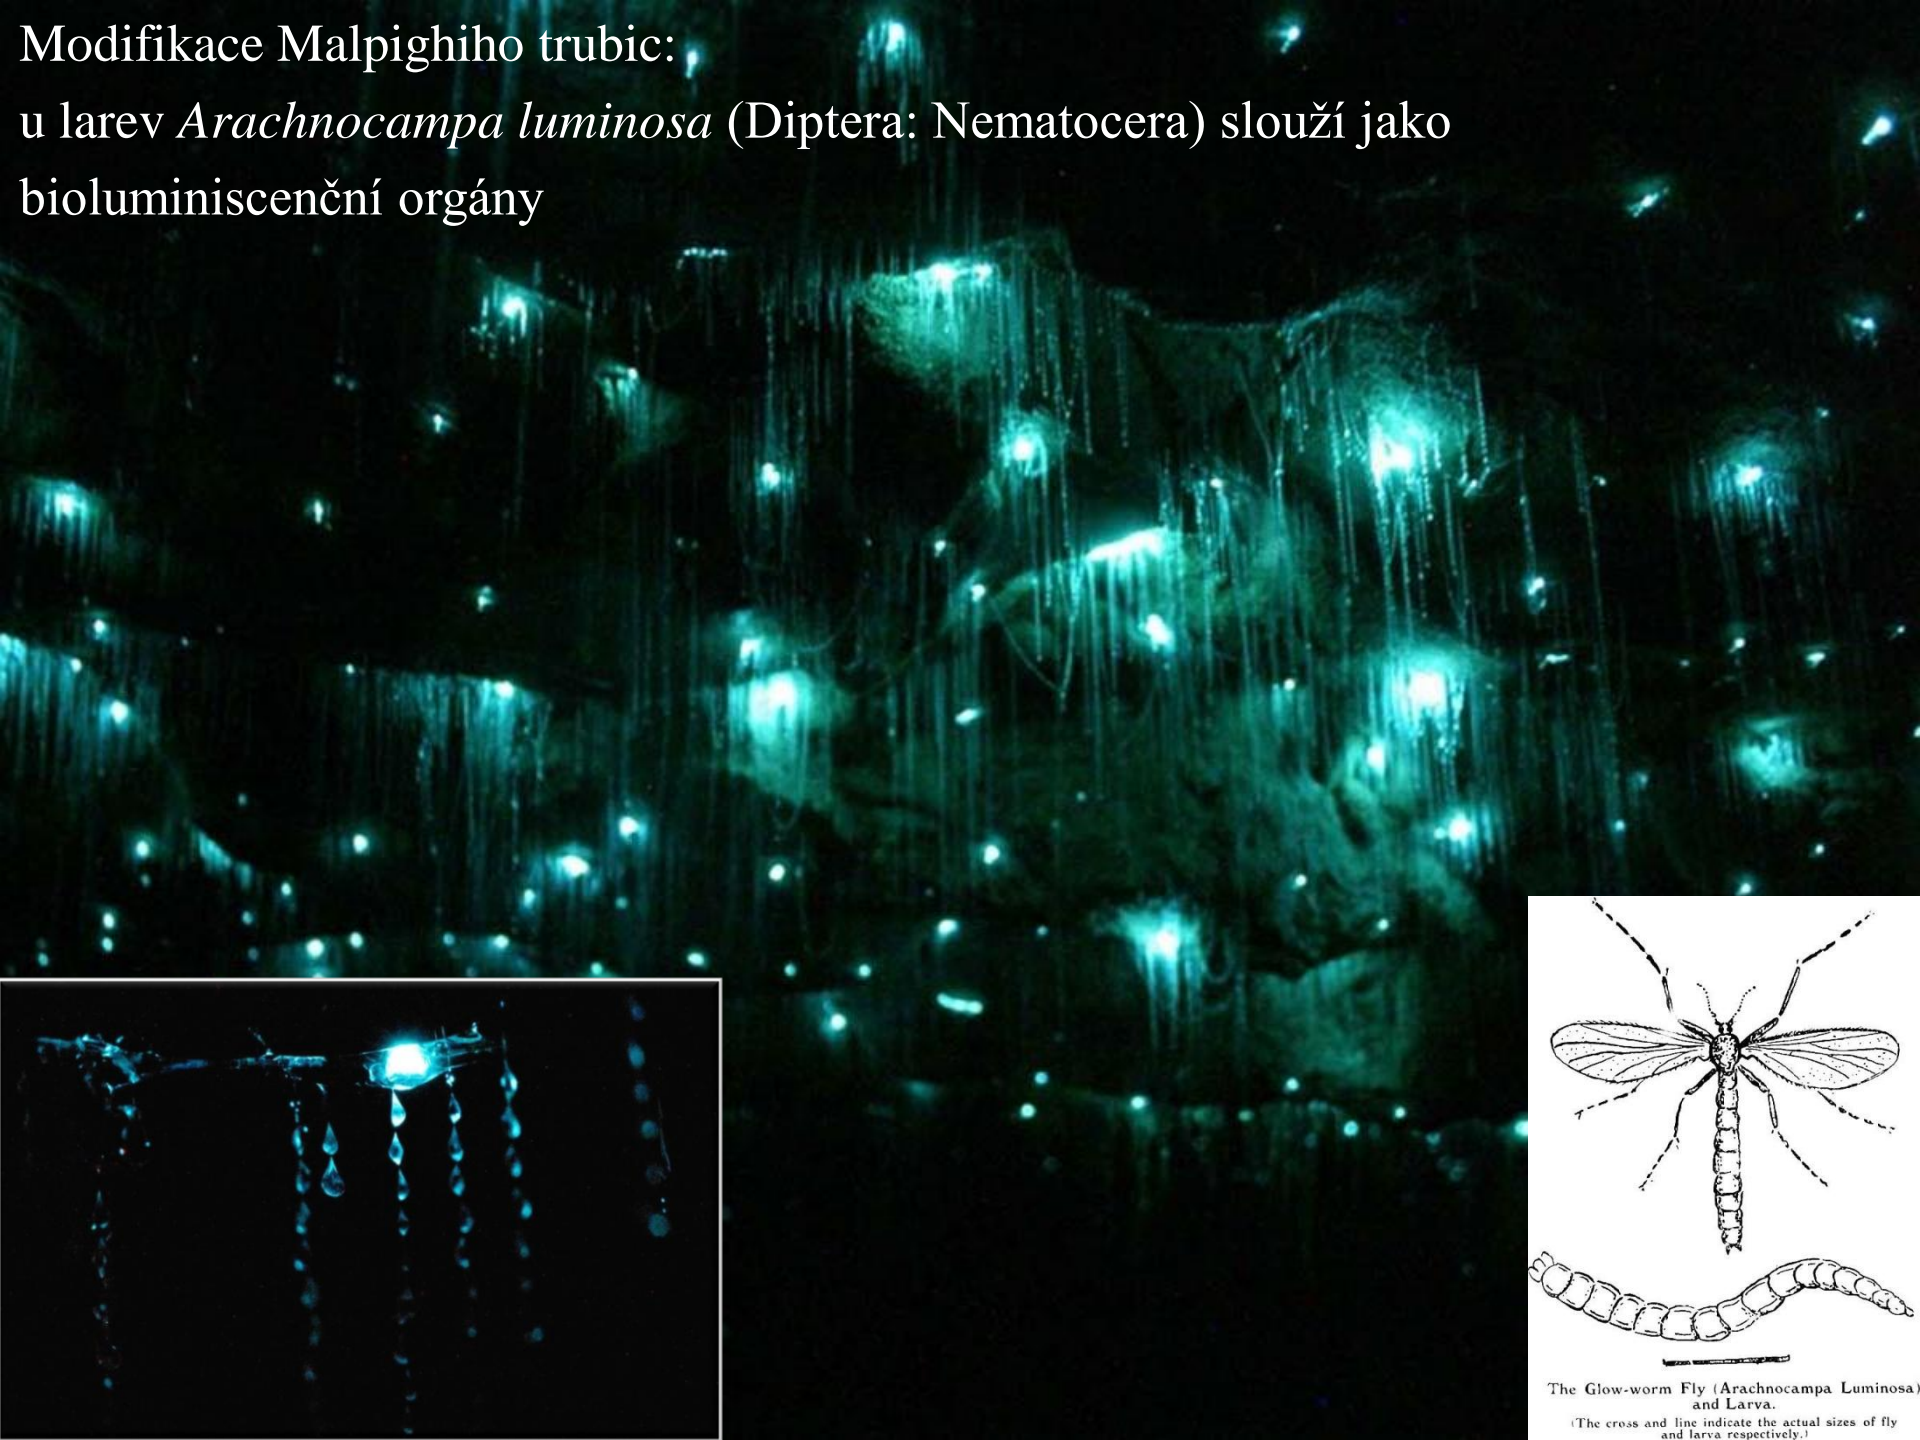 Modifikace Malpighiho trubic:
u larev Arachnocampa luminosa (Diptera: Nematocera) slouží jako
bioluminiscenční orgány
The Glow-worm Fly (Arachnocampa Luminosa)
and Larva.
(The cross and line indicate the actual sizes of fly
and larva respectively.)